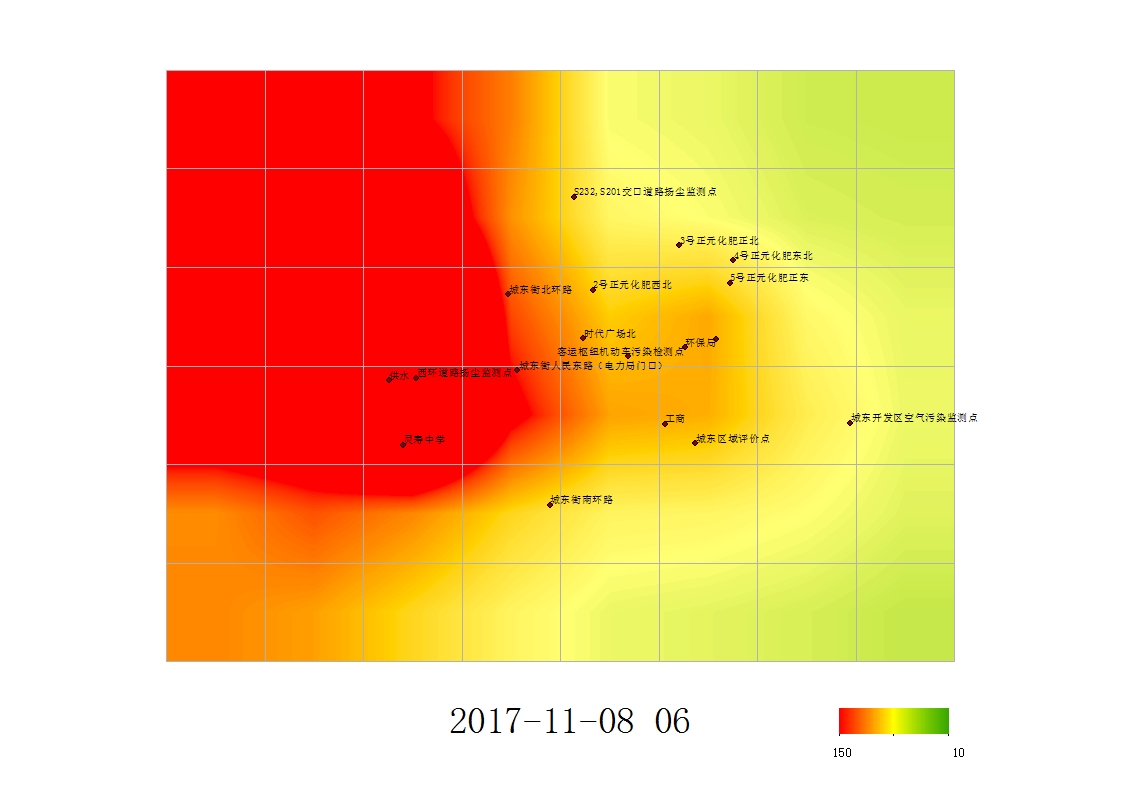 S232,S201交口道路扬尘监测点
3号正元化肥正北
4号正元化肥东北
5号正元化肥正东
2号正元化肥西北
城东街北环路
时代广场北
环保局
客运枢纽机动车污染检测点
城东街人民东路（电力局门口）
供水
西环道路扬尘监测点
工商
城东开发区空气污染监测点
城东区域评价点
灵寿中学
城东街南环路
2017-11-08 06
150
10